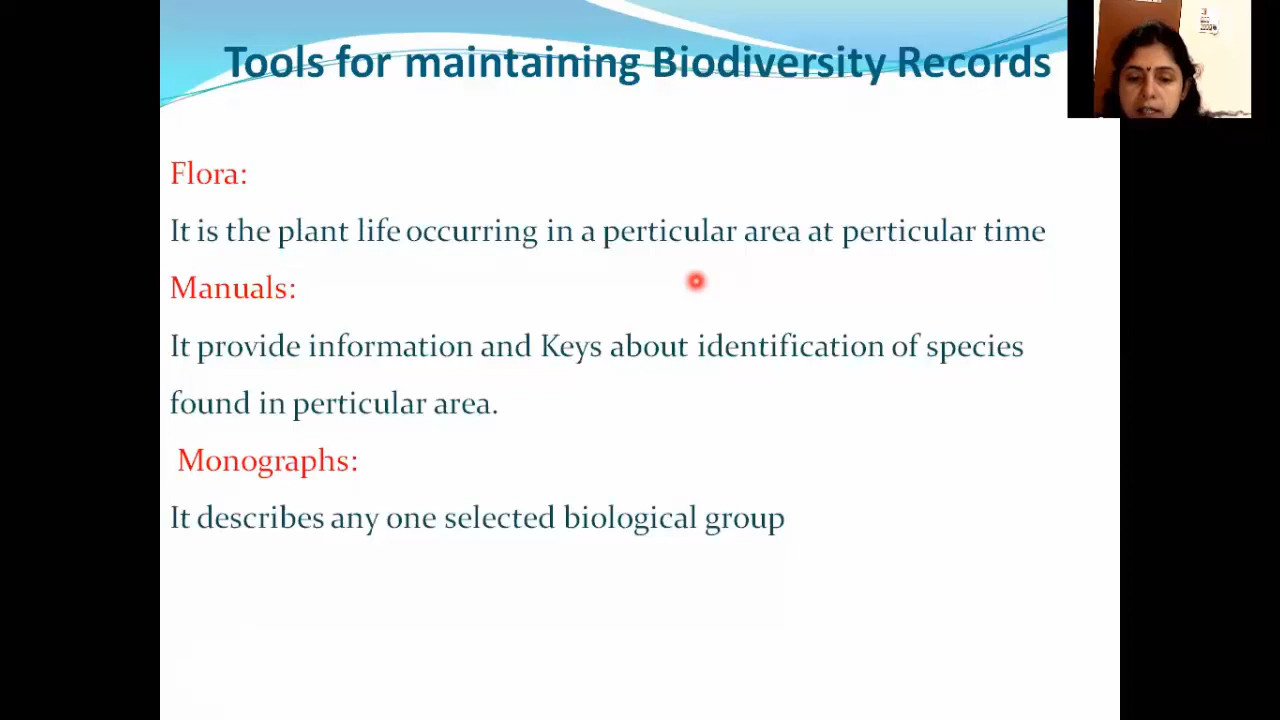 Tools for maintaining Biodiversity Records
Flora:
It is the plant life occurring in a perticular area at perticular time
Manuals:
It provide information and Keys about identification of species
found in perticular area.
Monographs:
It describes any one selected biological group